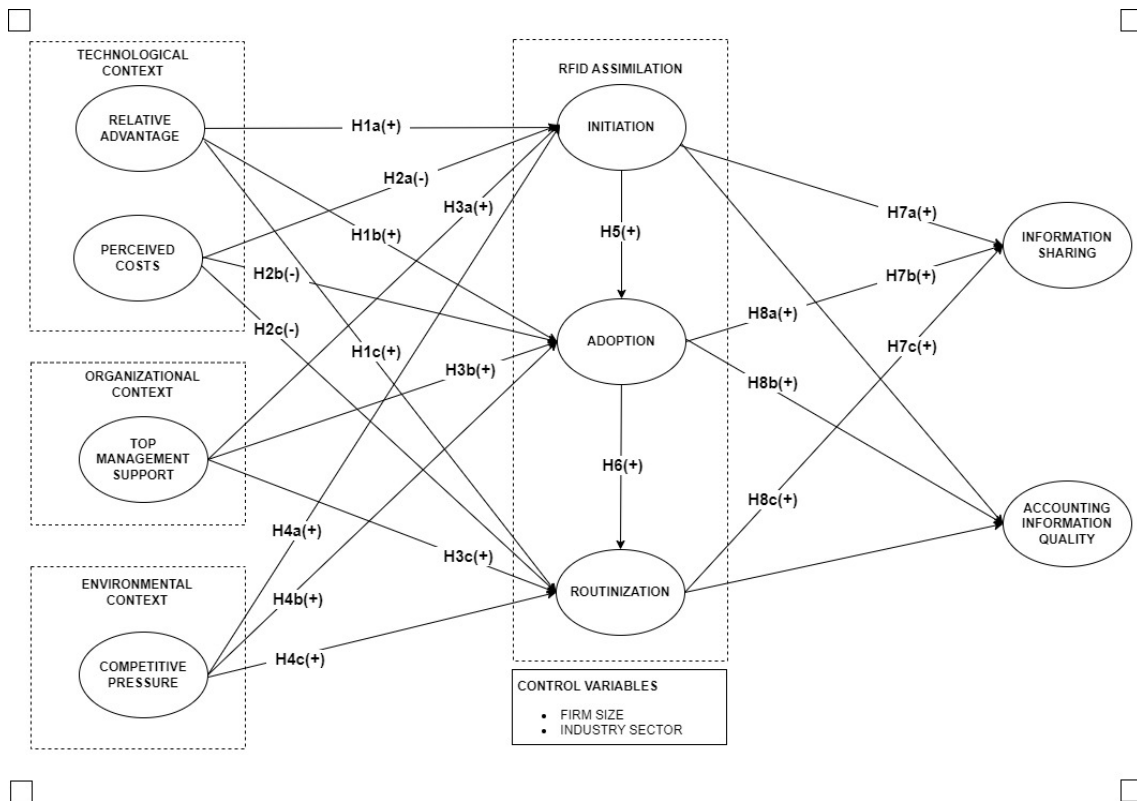 TECHNOLOGICAL
CONTEXT
RELATIVE
ADVANTAGE
PERCEIVED
COSTS
ORGANIZATIONAL
CONTEXT
TOP
MANAGEMENT
SUPPORT
ENVIRONMENTAL
CONTEXT
COMPETITIVE
PRESSURE
H1a(+)
H2a(-)
H3a(+)
H1b(+)
H2b(-)
H2c(-)
H1c(+)
H3b(+)
H4a(+)
H3c(+)
H4b(+)
H4c(+)
RFID ASSIMILATION
INITIATION
H5(+)
ADOPTION
H6(+)
ROUTINIZATION
CONTROL VARIABLES
• FIRM SIZE
• INDUSTRY SECTOR
H7a(+)
H7b(+)
H8a(+)
H7c(+)
H8b(+)
H8c(+)
INFORMATION
SHARING
ACCOUNTING
INFORMATION
QUALITY